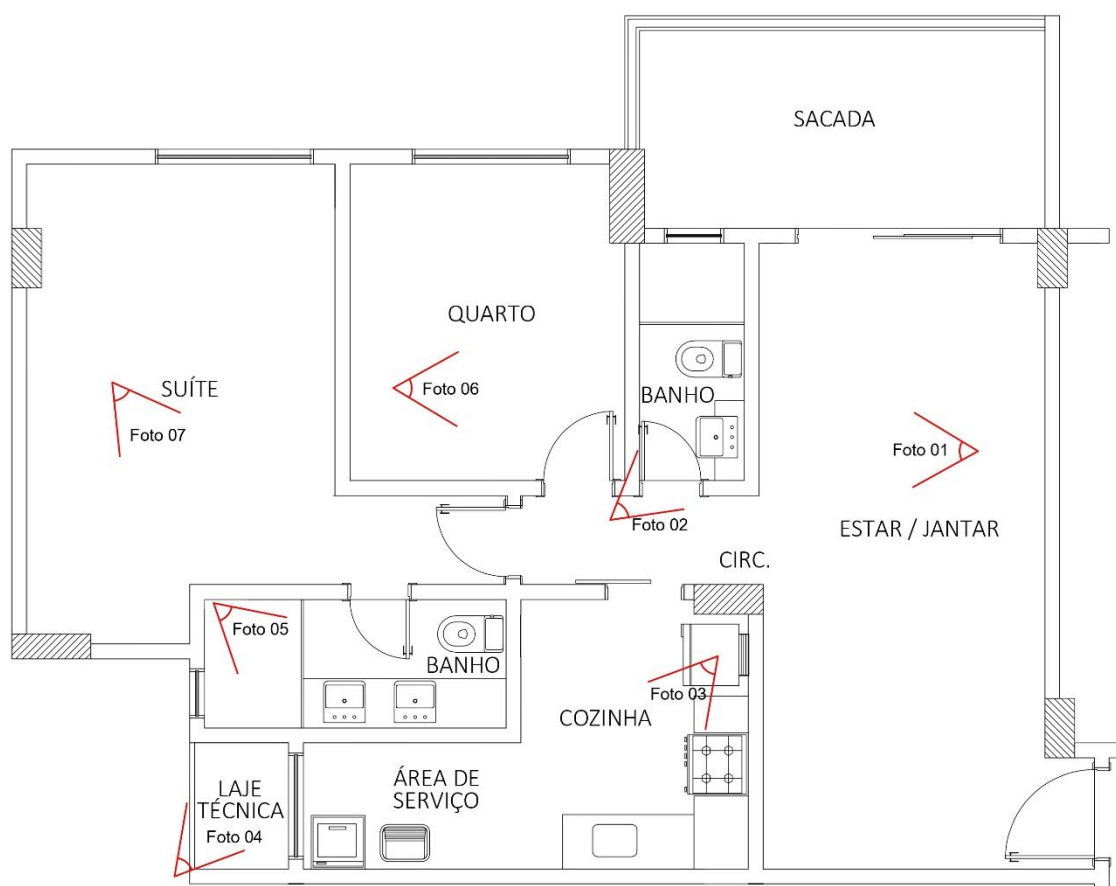 SACADA
QUARTO
SUÍTE
Foto 06
BANHO
Foto 07
Foto 01
Foto 02
ESTAR / JANTAR
CIRC.
Foto 05
BANHO
Foto 03
COZINHA
ÁREA DE
SERVIÇO
LAJE
TÉCNICA
Foto 04